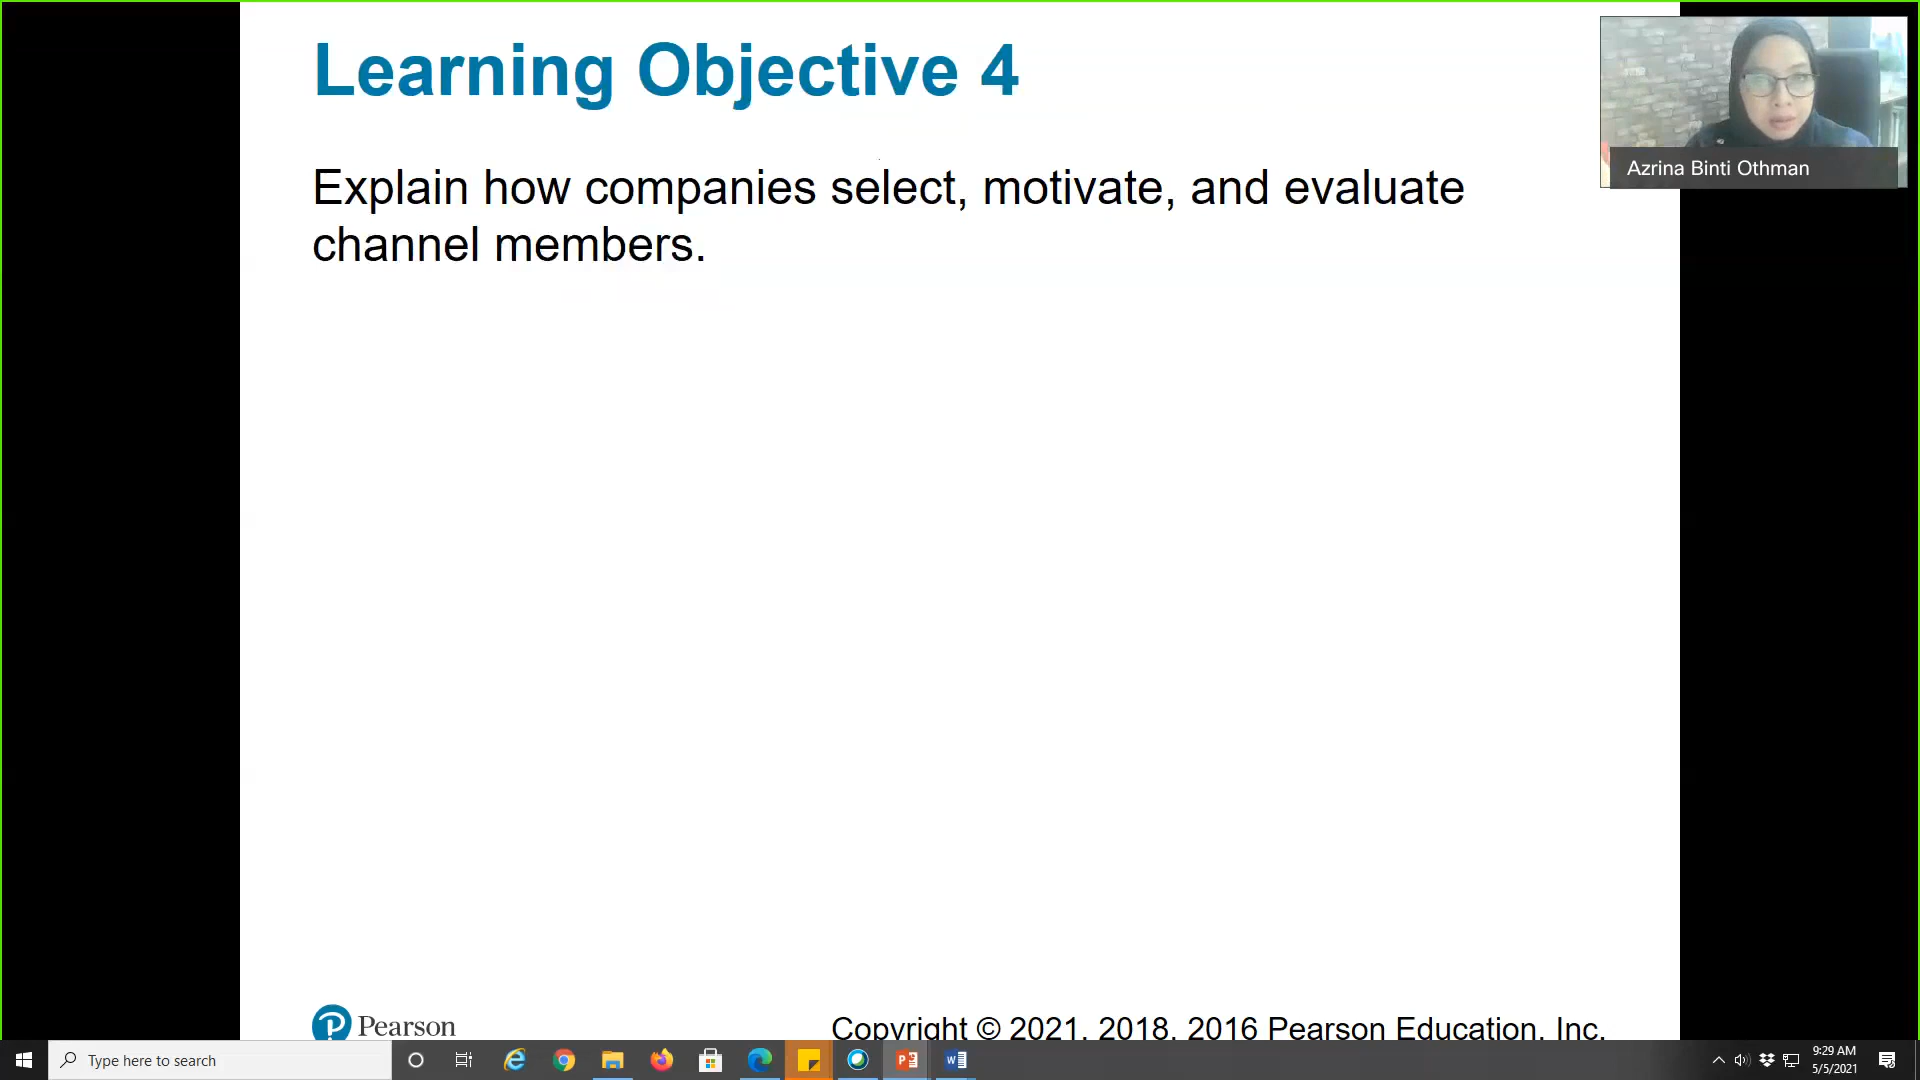 Learning Objective 4
Explain how companies select, motivate, and evaluate
channel members.
Azrina Binti Othman
Pearson
Copyright © 2021, 2018, 2016 Pearson Education, Inc.
Type here to search
9:29 AM
5/5/2021